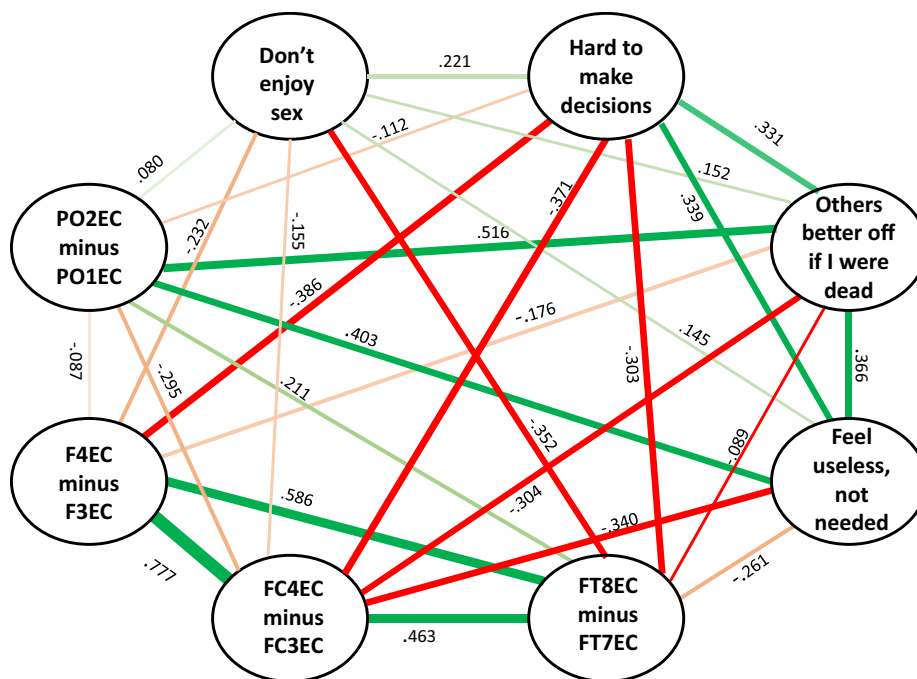 Don’t
enjoy
sex
Hard to
make
decisions
.221
.331
-.112
.080
.152
-.371
.339
-.232
-.155
PO2EC
minus
PO1EC
Others
better off
if I were
dead
.516
-.386
-.176
.403
.145
-.303
.366
-.087
-.295
.211
-.352
-.089
F4EC
minus
F3EC
Feel
useless,
not
needed
.586
-.304
-.340
.777
-.261
FC4EC
minus
FC3EC
FT8EC
minus
FT7EC
.463